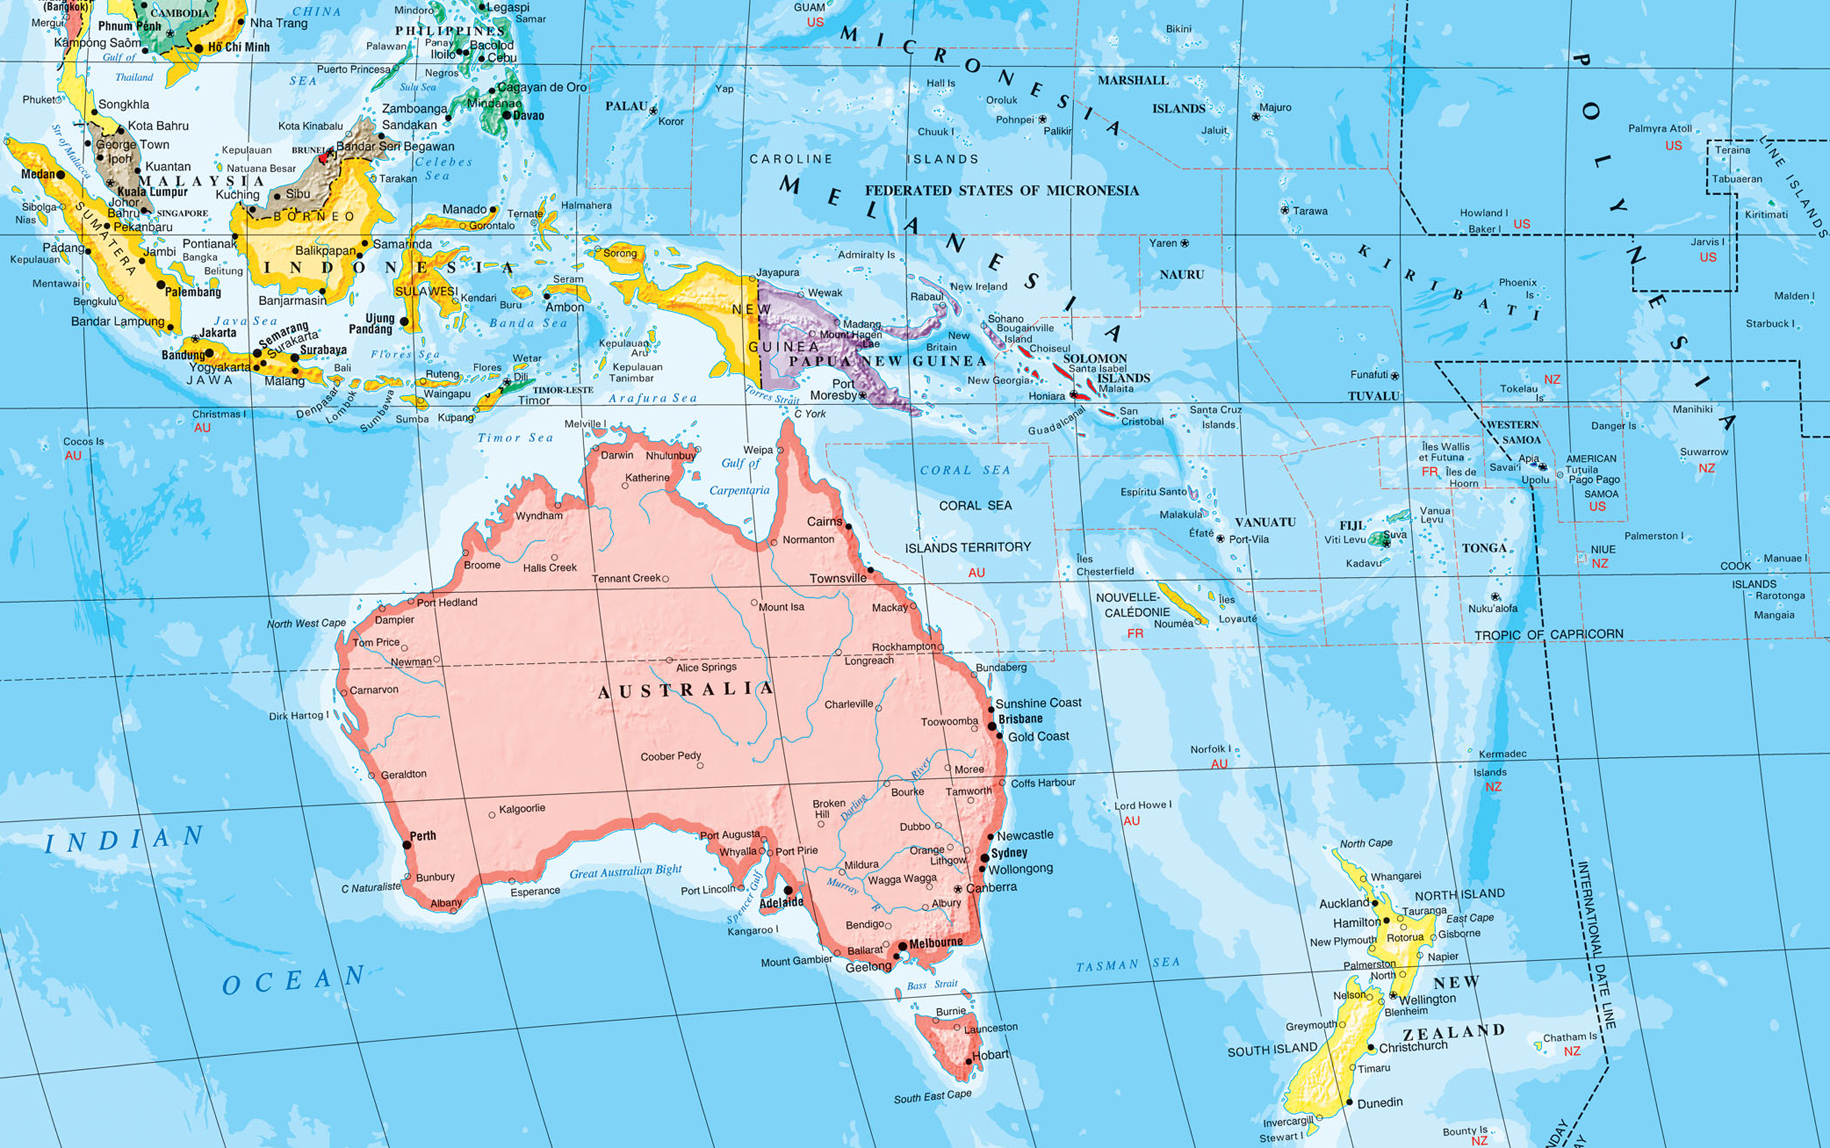 (Bangkok)
Mergui
CAMBODIA
Phnum Pénh
Kâmpóng Saôm
Gulf of
Thailand
Nha Trang
Hô Chi Minh
CHINA
SEA
Mindoro
Legaspi
Samar
PHILIPPINES
Palawan
Panay
Iloilo
Bacolod
Cebu
Puerto Princesa
Negros
Sulu Sea
Cagayan de Oro
Zamboanga
Mindanao
Davao
Phuket
Songkhla
Kota Bahru
George Town
Ipoh
Str of Malacca
Kuantan
MALAYSIA
Kuala Lumpur
Johor
Bahru
SINGAPORE
Kota Kinabalu
Sandakan
BRUNEI
Bandar Seri Begawan
Kepulauan
Natuna Besar
Kuching
Sibu
Celebes
Sea
Tarakan
BORNEO
Medan
Sibolga
Nias
SUMATERA
Pekanbaru
Padang
Kepulauan
Mentawai
Jambi
Bangka
Belitung
Pontianak
Balikpapan
Samarinda
Manado
Gorontalo
Ternate
Halmahera
INDONESIA
Bengkulu
Palembang
Banjarmasin
SULAWESI
Kendari
Buru
Seram
Ambon
Sorong
Bandar Lampung
Java Sea
Ujung
Pandang
Banda Sea
Jakarta
Semarang
Surakarta
Surabaya
Bandung
Yogyakarta
JAWA
Malang
Bali
Flores Sea
Denpasar
Lombok
Sumbawa
Ruteng
Flores
Wetar
Dili
Waingapu
Sumba
Kupang
TIMOR-LESTE
Timor
Kepulauan
Aru
Kepulauan
Tanimbar
Arafura Sea
Timor Sea
Christmas I
AU
Cocos Is
AU
GUAM
US
MICRONESIA
Bikini
MARSHALL
ISLANDS
Majuro
Jaluit
PALAU
Koror
Yap
Hall Is
Oroluk
Pohnpei
Palikir
Chuuk I
CAROLINE
ISLANDS
FEDERATED STATES OF MICRONESIA
MELANESIA
POLYNESIA
Palmyra Atoll
US
Teraina
Tabuaeran
Kiritimati
LINE ISLANDS
Howland I
US
Baker I
Jarvis I
US
Tarawa
Yaren
NAURU
KIRIBATI
Phoenix
Is
Malden I
Starbuck I
Admiralty Is
Jayapura
Wewak
New Ireland
Rabaul
NEW
GUINEA
Madang
Mount Hagen
Lae
New
Britain
Sohano
Bougainville
Island
Choiseul
PAPUA NEW GUINEA
Port
Moresby
New Georgia
SOLOMON
ISLANDS
Santa Isabel
Malaita
Honiara
Guadalcanal
San
Cristobal
Santa Cruz
Islands
Funafuti
TUVALU
Tokelau
Is
NZ
Manihiki
Danger Is
Suwarrow
NZ
WESTERN
SAMOA
Apia
Savai'i
Upolu
AMERICAN
Tutuila
Pago Pago
SAMOA
US
Îles Wallis
et Futuna
FR
Îles de
Hoorn
Torres Strait
C York
Melville I
Darwin
Nhulunbuy
Katherine
Weipa
Gulf of
Carpentaria
CORAL SEA
CORAL SEA
ISLANDS TERRITORY
AU
Espíritu Santo
Malakula
Éfaté
VANUATU
Port-Vila
FIJI
Vanua
Levu
Viti Levu
Suva
Kadavu
TONGA
Nuku'alofa
NIUE
NZ
Palmerston I
COOK
ISLANDS
Manuae I
Rarotonga
Mangaia
Wyndham
Broome
Halls Creek
Tennant Creek
Normanton
Cairns
Townsville
Mount Isa
Mackay
Îles
Chesterfield
NOUVELLE-
CALÉDONIE
Nouméa
FR
Îles
Loyauté
TROPIC OF CAPRICORN
North West Cape
Port Hedland
Dampier
Tom Price
Newman
Carnarvon
Dirk Hartog I
Alice Springs
Longreach
Rockhampton
Bundaberg
AUSTRALIA
Charleville
Toowoomba
Sunshine Coast
Brisbane
Gold Coast
Geraldton
Coober Pedy
Moree
Coffs Harbour
Bourke
Tamworth
Darling
River
Kalgoorlie
Broken
Hill
Dubbo
Newcastle
Perth
Port Augusta
Whyalla
Port Pirie
Orange
Lithgow
Sydney
Wollongong
Mildura
Wagga Wagga
Canberra
Murray
R
Albury
C Naturaliste
Bunbury
Albany
Esperance
Great Australian Bight
Port Lincoln
Spencer Gulf
Adelaide
Kangaroo I
Bendigo
Ballarat
Melbourne
Geelong
Mount Gambier
Bass Strait
Burnie
Launceston
Hobart
South East Cape
INDIAN
OCEAN
Norfolk I
AU
Lord Howe I
AU
Kermadec
Islands
NZ
TASMAN SEA
North Cape
Whangarei
NORTH ISLAND
Auckland
Tauranga
Hamilton
East Cape
New Plymouth
Rotorua
Gisborne
Napier
Palmerston
North
NEW
ZEALAND
Nelson
Wellington
Blenheim
Greymouth
SOUTH ISLAND
Christchurch
Timaru
Dunedin
Invercargill
Stewart I
Chatham Is
NZ
Bounty Is
NZ
INTERNATIONAL DATE LINE